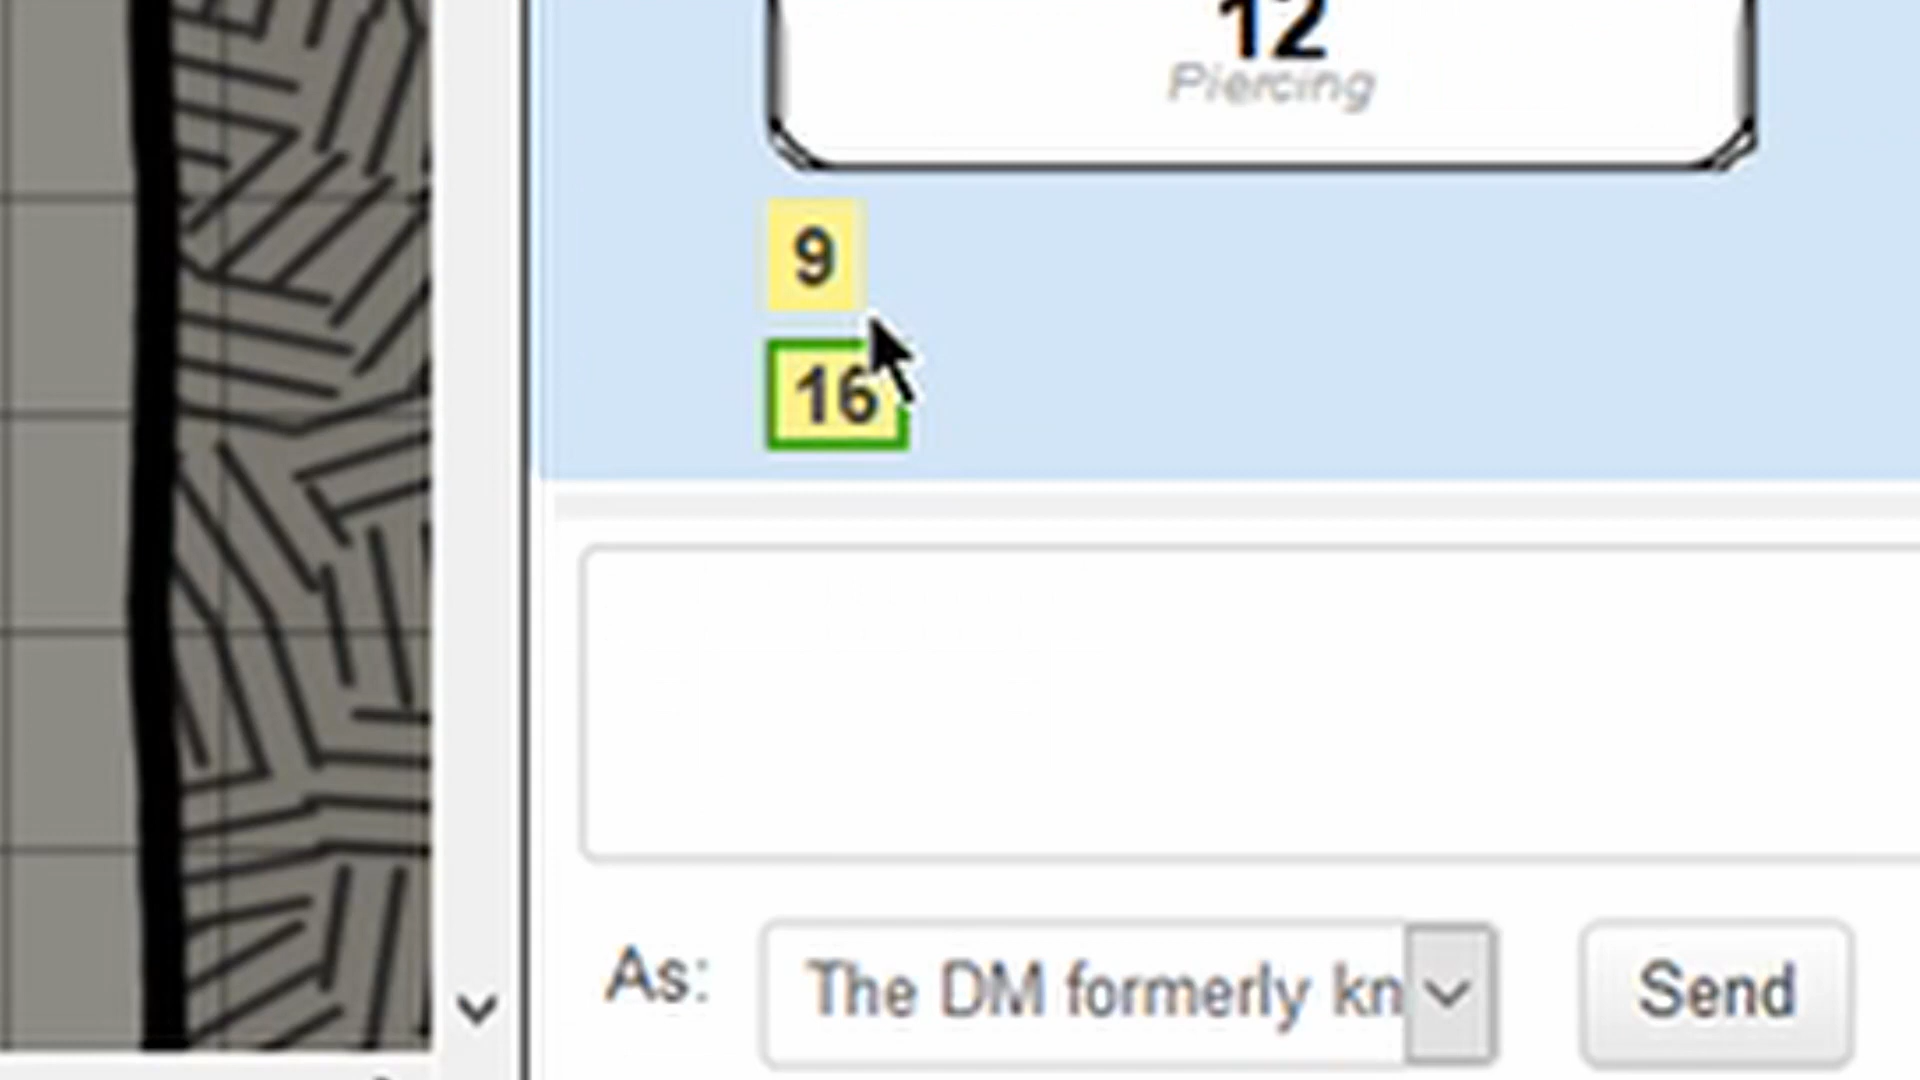 12
Piercing
9
16
As: The DM formerly kn Send